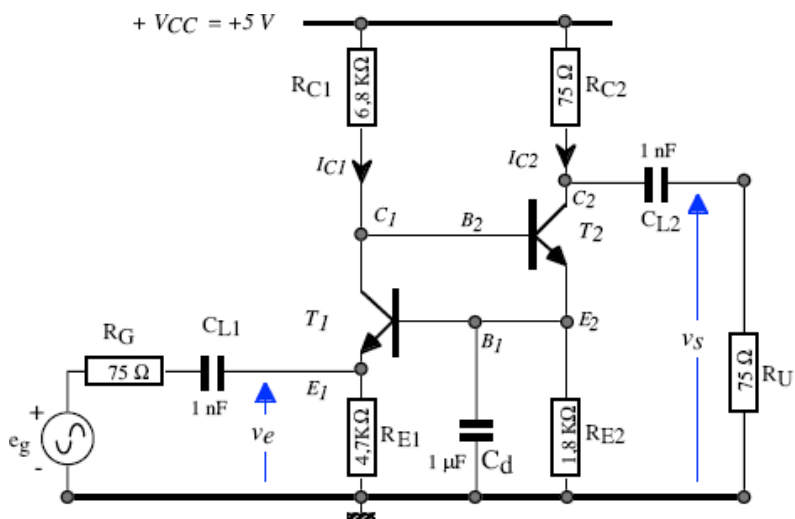 + VCC = +5 V
RC1
6,8 KΩ
75 Ω
RC2
IC1
IC2
1 nF
C1
B2
C2
T2
CL2
RG
CL1
T1
B1
E2
vs
75 Ω
RU
75 Ω
1 nF
E1
+
eg
-
ve
4,7KΩ
RE1
1 µF
Cd
1,8 KΩ
RE2